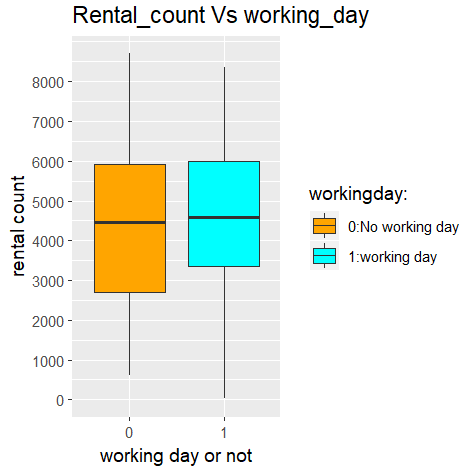 Rental_count Vs working_day
rental count
8000
7000
6000
5000
4000
3000
2000
1000
0
0
1
working day or not
workingday:
0:No working day
1:working day